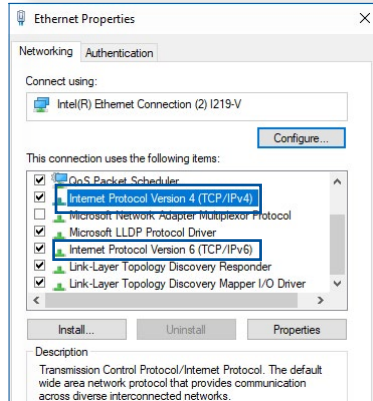 Ethernet Properties
Networking Authentication
Connect using:
Intel(R) Ethernet Connection (2) I219-V
Configure...
This connection uses the following items:
QoS Packet Scheduler
Internet Protocol Version 4 (TCP/IPv4)
Microsoft Network Adapter Multiplexor Protocol
Microsoft LLDP Protocol Driver
Internet Protocol Version 6 (TCP/IPv6)
Link-Layer Topology Discovery Responder
Link-Layer Topology Discovery Mapper I/O Driver
Install... Uninstall Properties
Description
Transmission Control Protocol/Internet Protocol. The default
wide area network protocol that provides communication
across diverse interconnected networks.